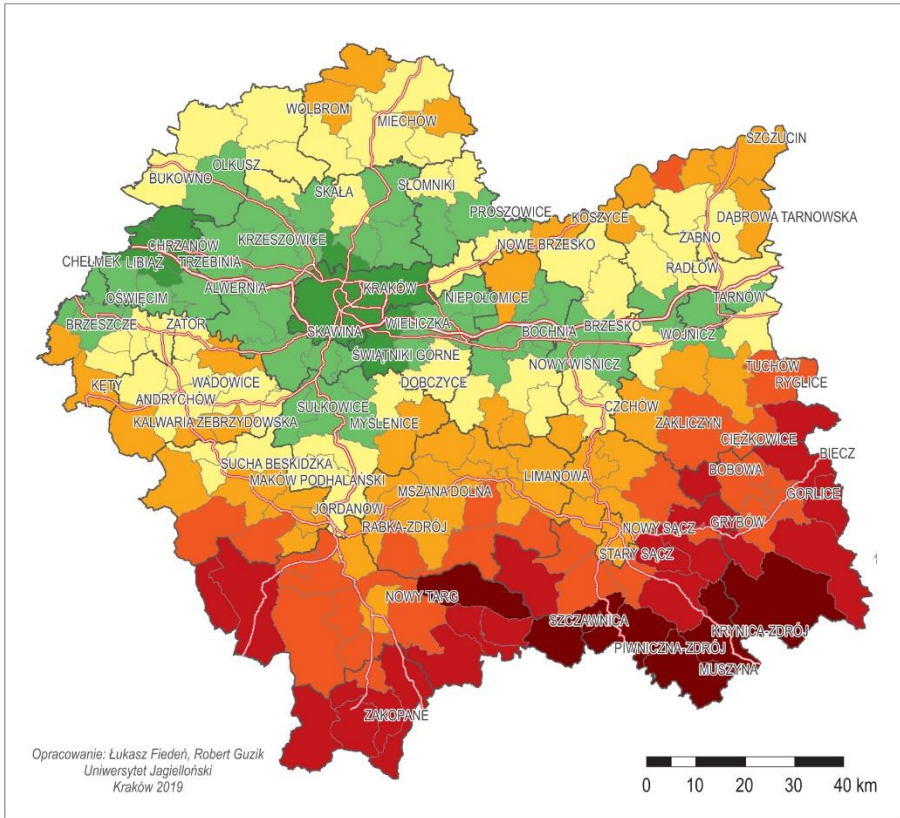 WOLBROM
MIECHÓW
SZCZUCIN
OLKUSZ
BUKOWNO
SKAŁA
SŁOMNIKI
PROSZOWICE
KOSZYCE
DĄBROWA TARNOWSKA
ŻABNO
NOWE BRZESKO
KRZESZOWICE
CHRZANÓW
CHEŁMEK LIBIĄŻ TRZEBINIA
RADŁÓW
ALWERNIA
KRAKÓW
NIEPOŁOMICE
TARNÓW
OŚWIĘCIM
BRZESZCZE
ZATOR
SKAWINA
WIELICZKA
BOCHNIA
BRZESKO
WOJNICZ
ŚWIĄTNIKI GÓRNE
NOWY WIŚNICZ
TUCHÓW
RYGLICE
KĘTY
WADOWICE
DOBCZYCE
ANDRYCHÓW
SUŁKOWICE
CZCHÓW
KALWARIA ZEBRZYDOWSKA
MYŚLENICE
ZAKLICZYN
CIĘŻKOWICE
BIECZ
SUCHA BESKIDZKA
MAKÓW PODHALAŃSKI
MSZANA DOLNA
LIMANOWA
BOBOWA
GORLICE
JORDANÓW
RABKA-ZDRÓJ
NOWY SĄCZ
GRYBÓW
STARY SĄCZ
NOWY TARG
SZCZAWNICA
KRYNICA-ZDRÓJ
PIWNICZNA-ZDRÓJ
MUSZYNA
ZAKOPANE
Opracowanie: Łukasz Fiedeń, Robert Guzik
Uniwersytet Jagielloński
Kraków 2019
0 10 20 30 40 km